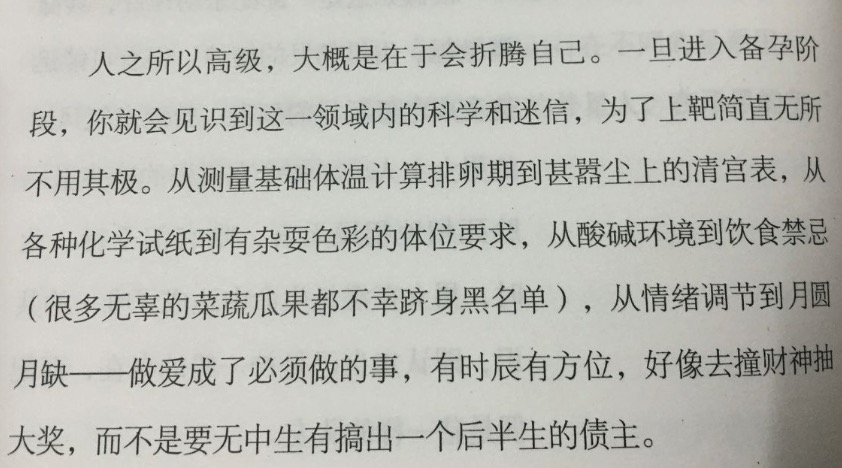 人之所以高级，大概是在于会折腾自己。一旦进入备孕阶
段，你就会见识到这一领域内的科学和迷信，为了上靶简直无所
不用其极。从测量基础体温计算排卵期到甚嚣尘上的清宫表，从
各种化学试纸到有杂耍色彩的体位要求，从酸碱环境到饮食禁忌
（很多无辜的菜蔬瓜果都不幸跻身黑名单），从情绪调节到月圆
月缺——做爱成了必须做的事，有时辰有方位，好像去撞财神抽
大奖，而不是要无中生有搞出一个后半生的债主。